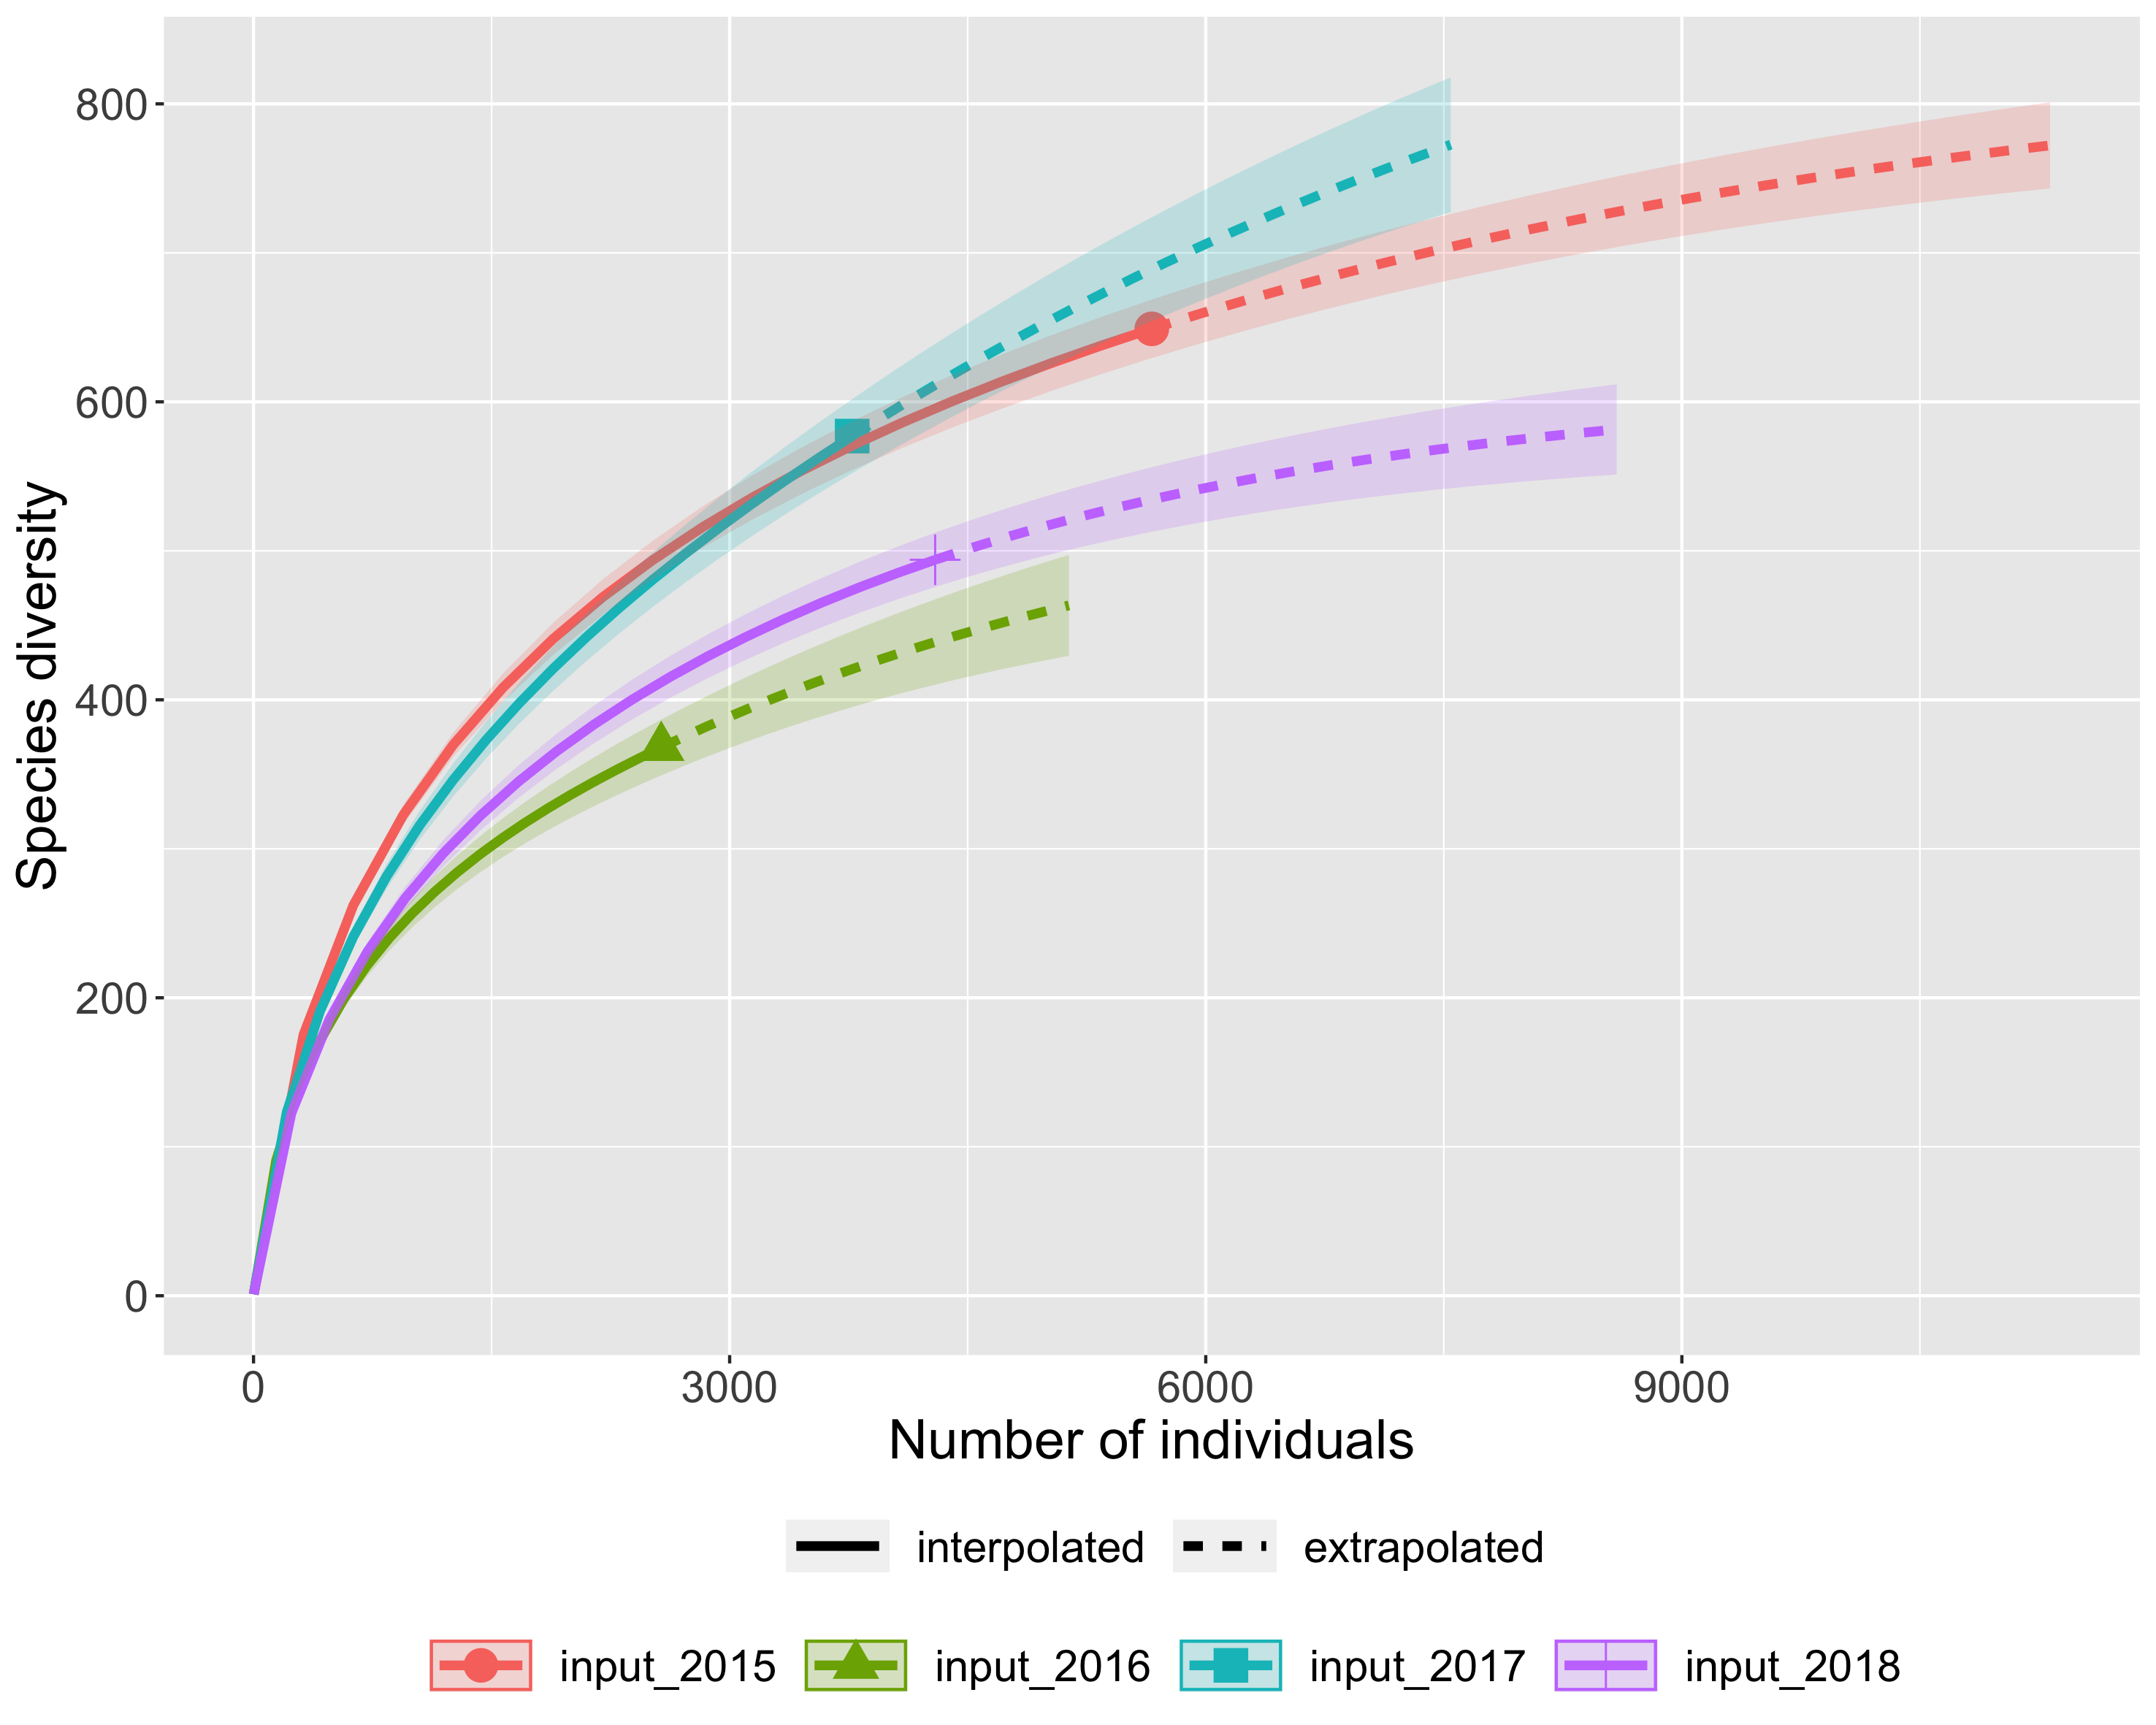 800
600
400
200
0
Species diversity
0 3000 6000 9000
Number of individuals
interpolated extrapolated
input_2015 input_2016 input_2017 input_2018